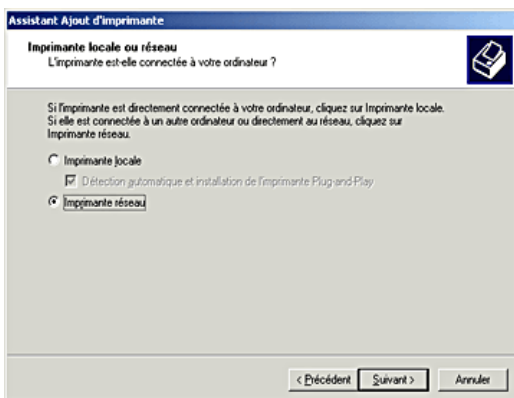 Assistant Ajout d'imprimante
Imprimante locale ou réseau
L'imprimante est-elle connectée à votre ordinateur ?
Si l'imprimante est directement connectée à votre ordinateur, cliquez sur Imprimante locale.
Si elle est connectée à un autre ordinateur ou directement au réseau, cliquez sur
Imprimante réseau.
Imprimante locale
Détection automatique et installation de l'imprimante Plug-and-Play
Imprimante réseau
< Précédent Suivant > Annuler